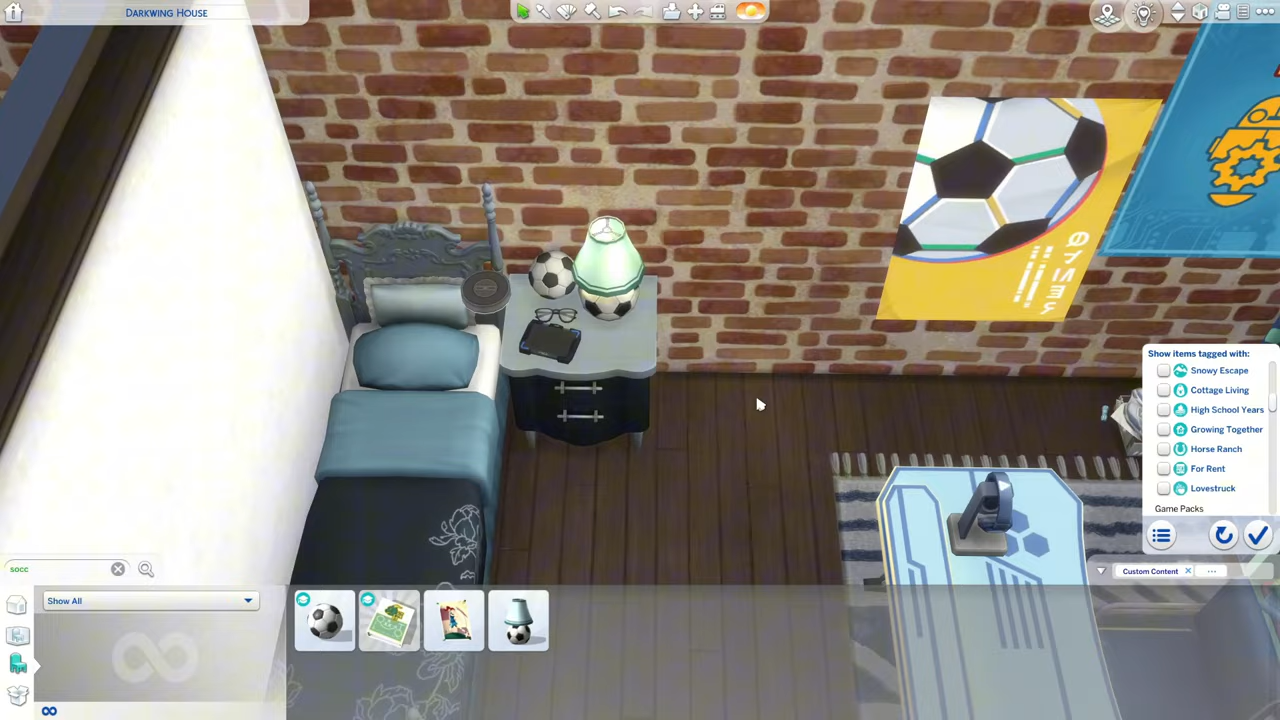 Darkwing House
Show items tagged with:
Snowy Escape
Cottage Living
High School Years
Growing Together
Horse Ranch
For Rent
Lovestruck
Game Packs
socc
Custom Content
...
Show All